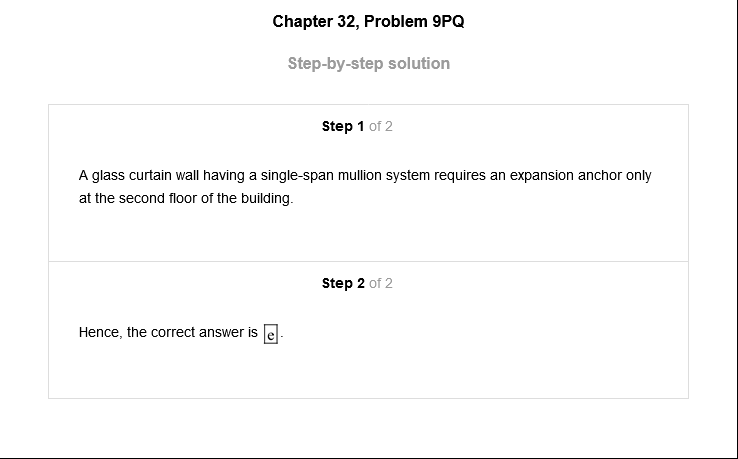 Chapter 32, Problem 9PQ
Step-by-step solution
Step 1 of 2
A glass curtain wall having a single-span mullion system requires an expansion anchor only
at the second floor of the building.
Step 2 of 2
Hence, the correct answer is e.